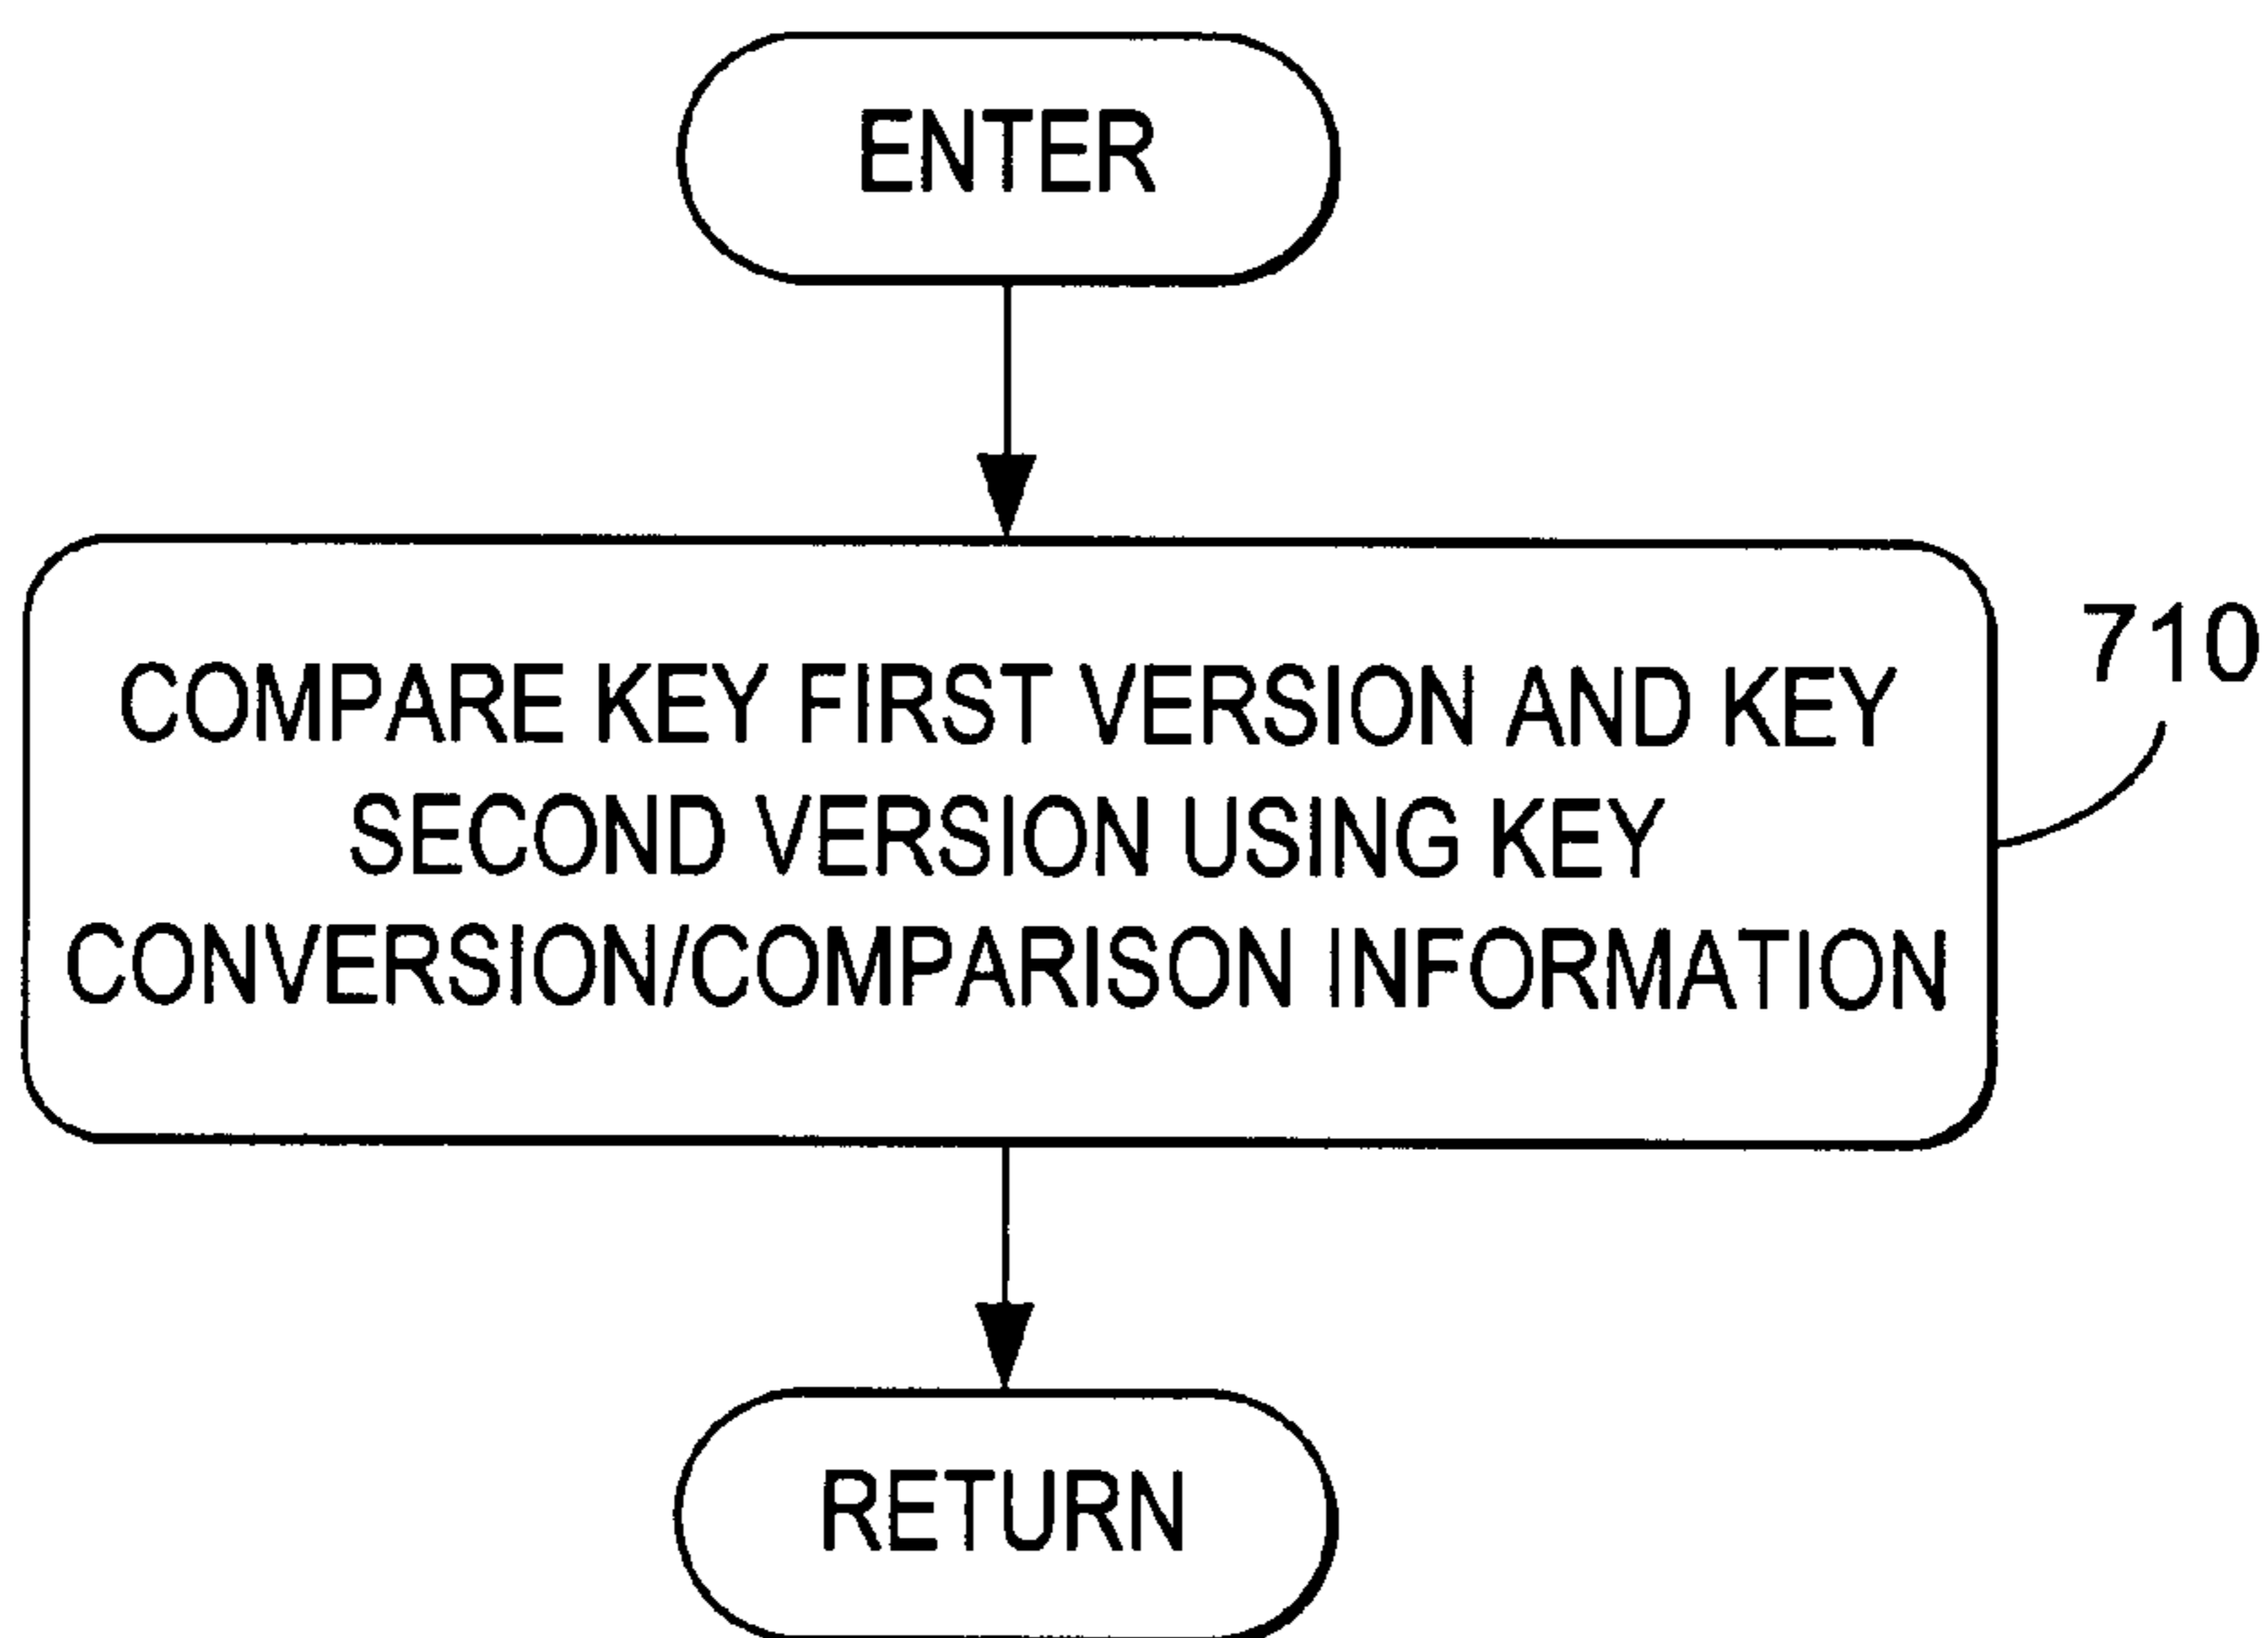 ENTER
COMPARE KEY FIRST VERSION AND KEY
SECOND VERSION USING KEY
CONVERSION/COMPARISON INFORMATION
710
RETURN